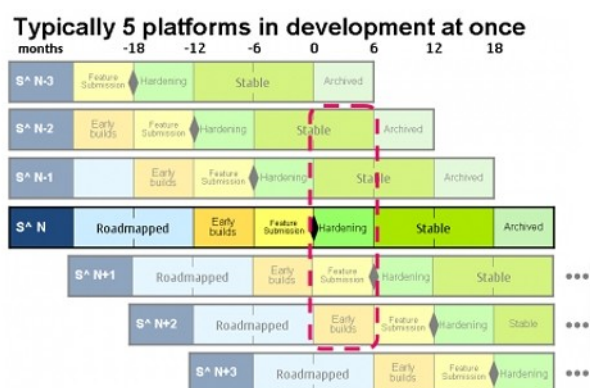 Typically 5 platforms in development at once
months -18 -12 -6 0 6 12 18
S^ N-3 Feature Submission Hardening Stable Archived
S^ N-2 Early builds Feature Submission Hardening Stable Archived
S^ N-1 Early builds Feature Submission Hardening Stable Archived
S^ N Roadmapped Early builds Feature Submission Hardening Stable Archived
S^ N+1 Roadmapped Early builds Feature Submission Hardening Stable •••
S^ N+2 Roadmapped Early builds Feature Submission Hardening Stable •••
S^ N+3 Roadmapped Early builds Feature Submission Hardening •••